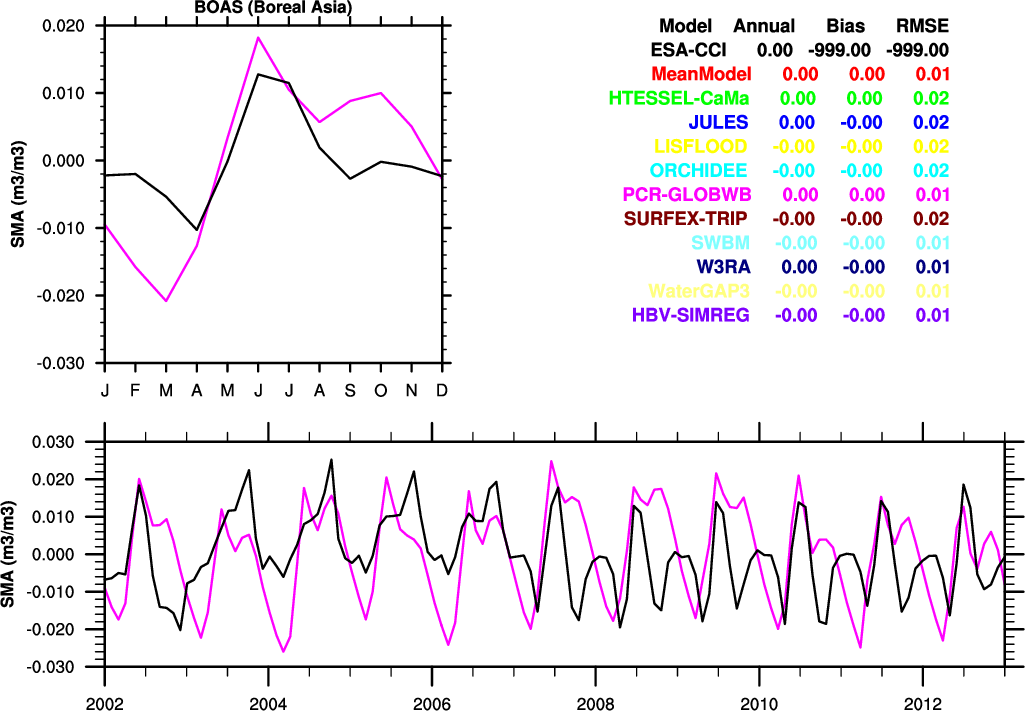 BOAS (Boreal Asia)
0.020
0.010
0.000
-0.010
-0.020
-0.030
SMA (m3/m3)
J F M A M J J A S O N D
Model Annual Bias RMSE
ESA-CCI 0.00 -999.00 -999.00
MeanModel 0.00 0.00 0.01
HTESSEL-CaMa 0.00 0.00 0.02
JULES 0.00 -0.00 0.02
LISFLOOD -0.00 -0.00 0.02
ORCHIDEE -0.00 -0.00 0.02
PCR-GLOBWB 0.00 0.00 0.01
SURFEX-TRIP -0.00 -0.00 0.02
SWBM -0.00 -0.00 0.01
W3RA 0.00 -0.00 0.01
WaterGAP3 -0.00 -0.00 0.01
HBV-SIMREG -0.00 -0.00 0.01
0.030
0.020
0.010
0.000
-0.010
-0.020
-0.030
SMA (m3/m3)
2002 2004 2006 2008 2010 2012